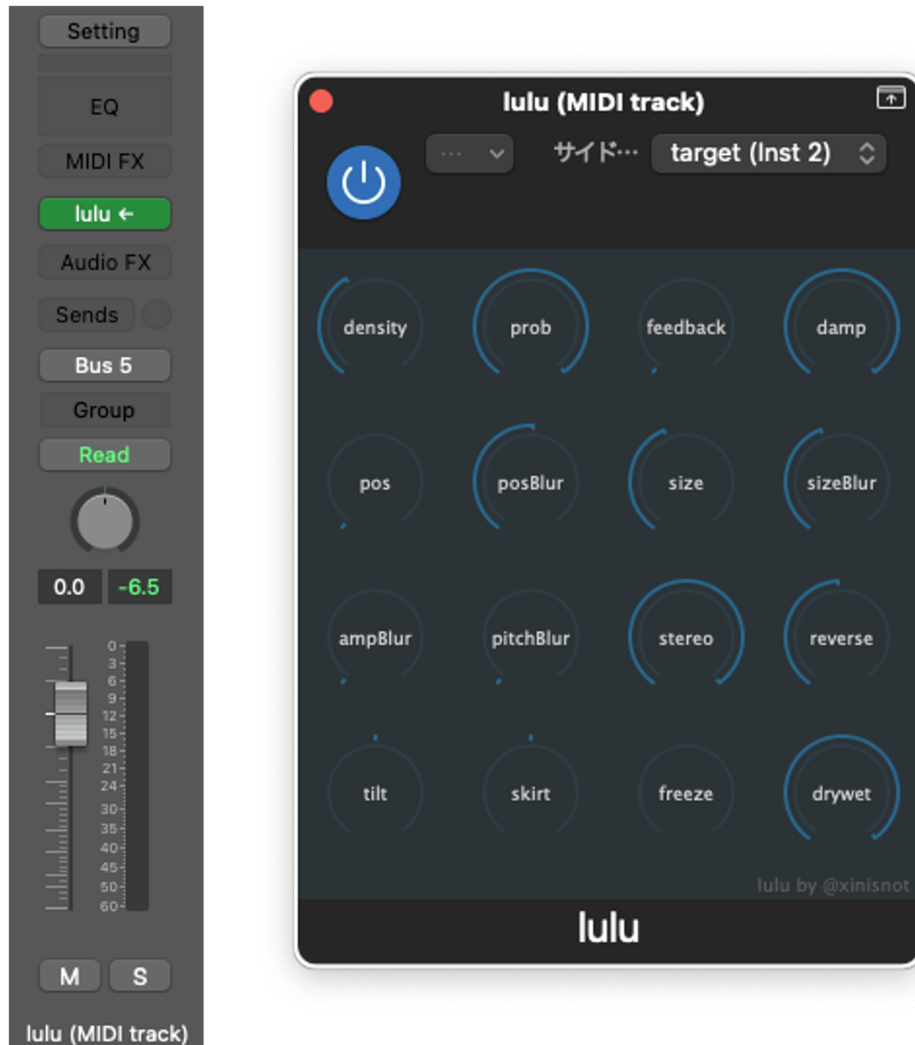 Setting
EQ
MIDI FX
lulu ←
Audio FX
Sends
Bus 5
Group
Read
0.0 -6.5
0
3
6
9
12
15
18
21
24
30
35
40
45
50
60
M S
lulu (MIDI track)
lulu (MIDI track)
… サイド… target (Inst 2)
density prob feedback damp
pos posBlur size sizeBlur
ampBlur pitchBlur stereo reverse
tilt skirt freeze drywet
lulu by @xinisnot
lulu